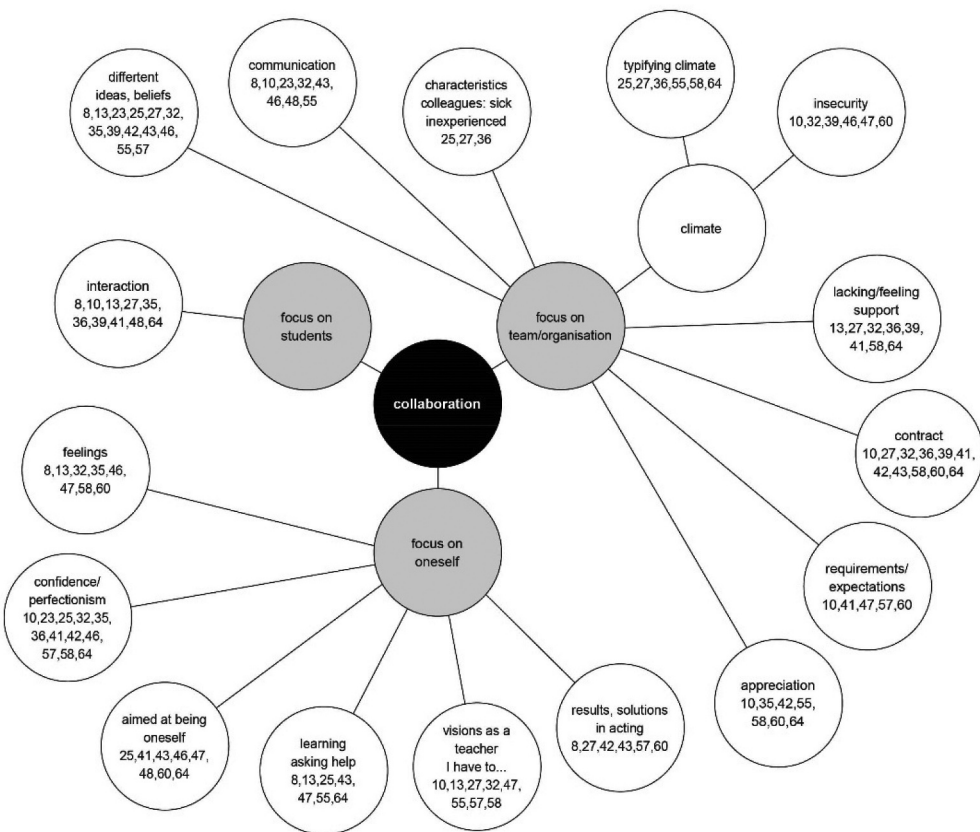 differtent
ideas, beliefs
8,13,23,25,27,32,
35,39,42,43,46,
55,57
communication
8,10,23,32,43,
46,48,55
characteristics
colleagues: sick
inexperienced
25,27,36
typifying climate
25,27,36,55,58,64
insecurity
10,32,39,46,47,60
climate
interaction
8,10,13,27,35,
36,39,41,48,64
focus on
students
focus on
team/organisation
lacking/feeling
support
13,27,32,36,39,
41,58,64
collaboration
contract
10,27,32,36,39,41,
42,43,58,60,64
feelings
8,13,32,35,46,
47,58,60
focus on
oneself
requirements/
expectations
10,41,47,57,60
confidence/
perfectionism
10,23,25,32,35,
36,41,42,46,
57,58,64
appreciation
10,35,42,55,
58,60,64
aimed at being
oneself
25,41,43,46,47,
48,60,64
learning
asking help
8,13,25,43,
47,55,64
visions as a
teacher
I have to...
10,13,27,32,47,
55,57,58
results, solutions
in acting
8,27,42,43,57,60